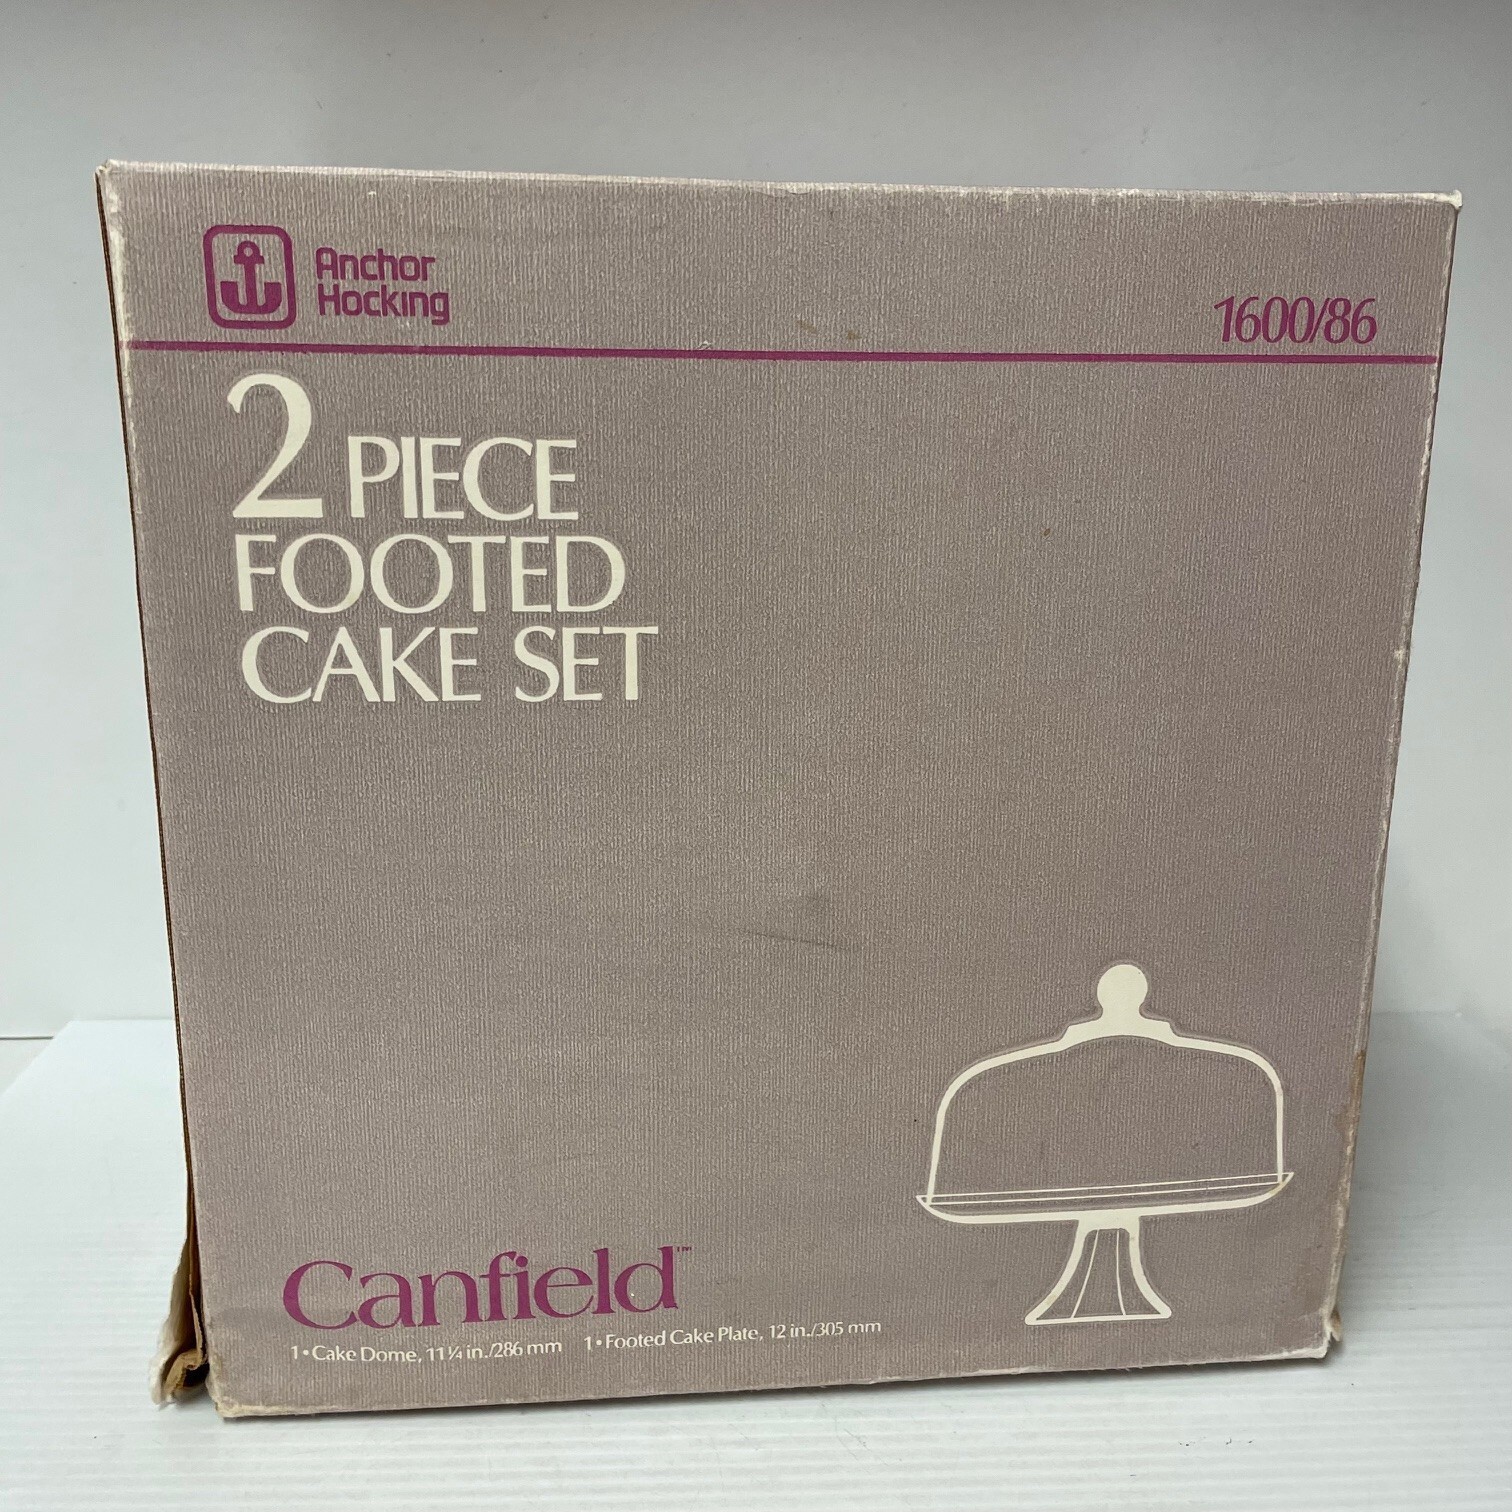 Anchor
Hocking
1600/86
2 PIECE
FOOTED
CAKE SET
Canfield™
1•Cake Dome, 11¼ in./286 mm 1•Footed Cake Plate, 12 in./305 mm